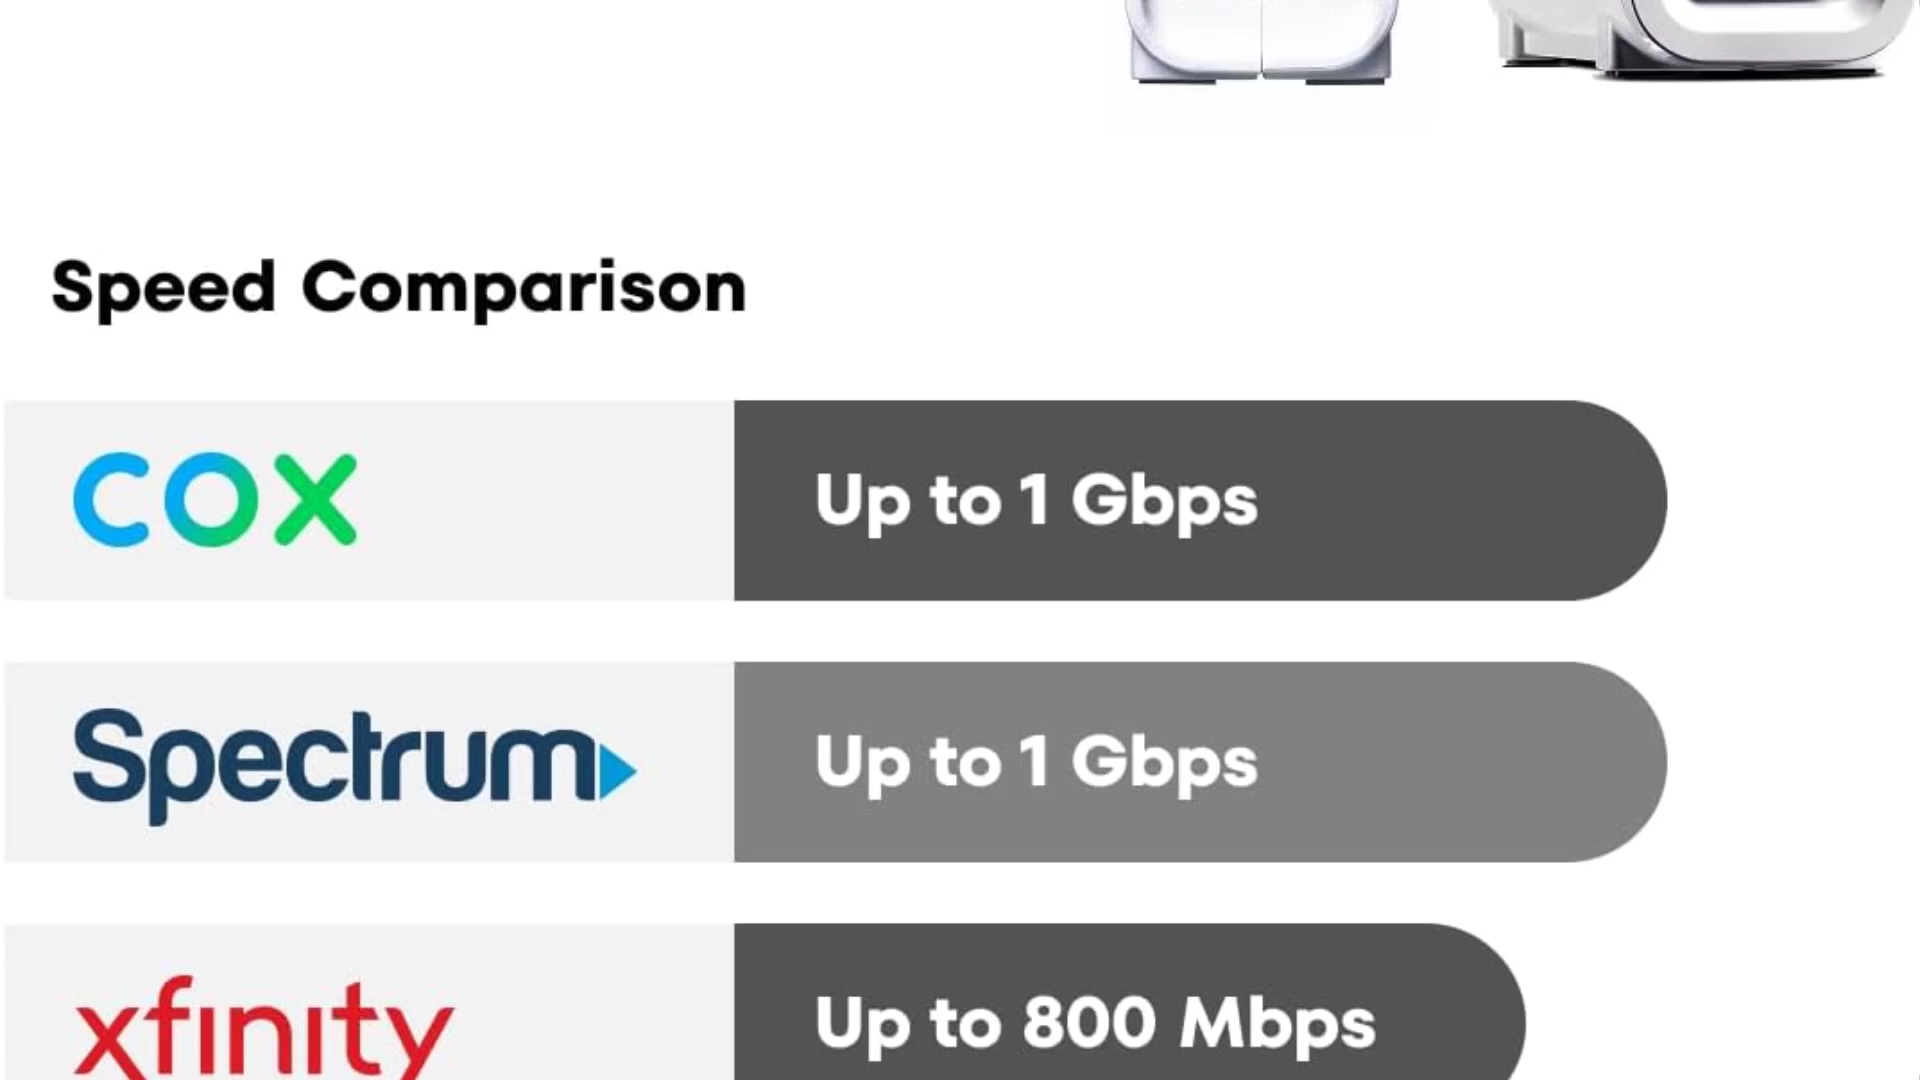 Speed Comparison
cox
Up to 1 Gbps
Spectrum
Up to 1 Gbps
xfinity
Up to 800 Mbps